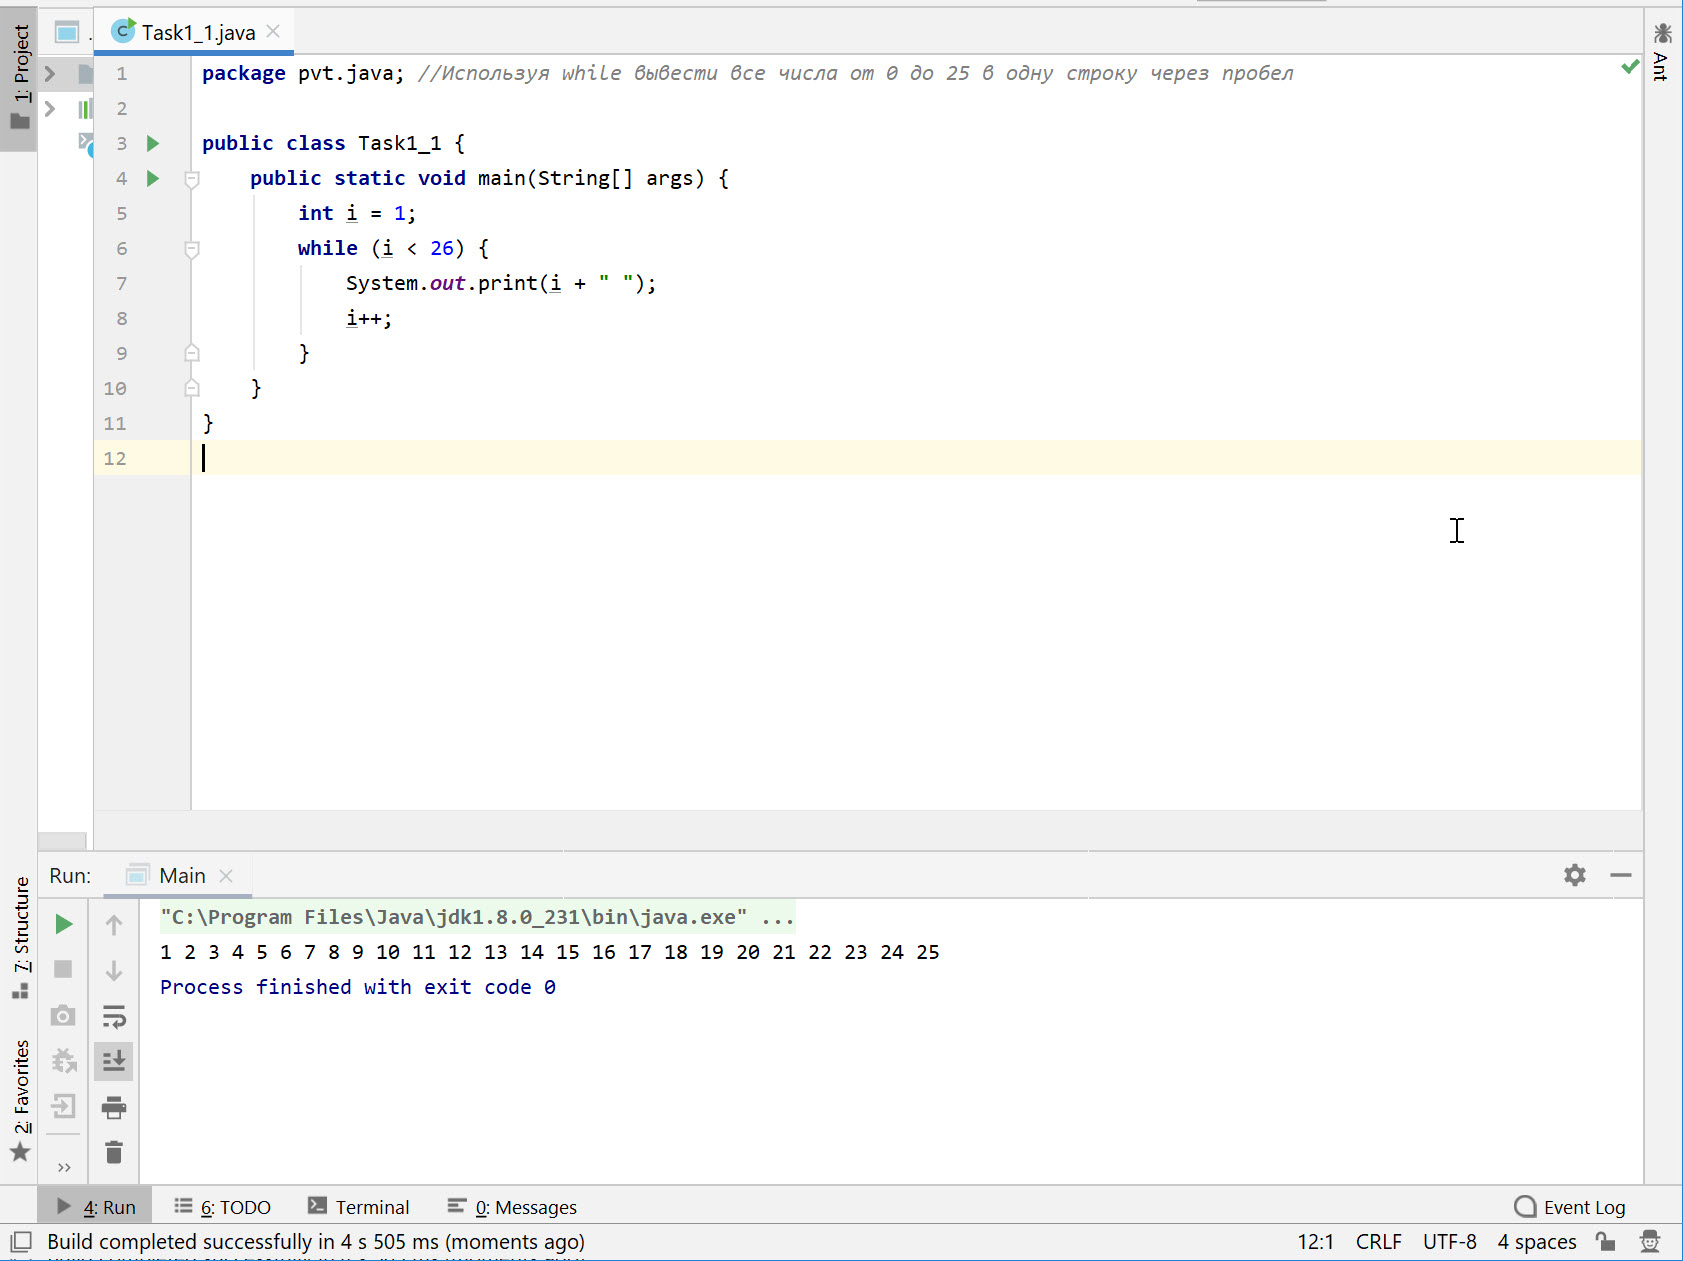 1: Project
Task1_1.java
Ant
1 package pvt.java; //Используя while вывести все числа от 0 до 25 в одну строку через пробел
2
3 public class Task1_1 {
4 public static void main(String[] args) {
5 int i = 1;
6 while (i < 26) {
7 System.out.print(i + " ");
8 i++;
9 }
10 }
11 }
12
Run: Main
"C:\Program Files\Java\jdk1.8.0_231\bin\java.exe" ...
1 2 3 4 5 6 7 8 9 10 11 12 13 14 15 16 17 18 19 20 21 22 23 24 25
Process finished with exit code 0
7: Structure
2: Favorites
4: Run 6: TODO Terminal 0: Messages Event Log
Build completed successfully in 4 s 505 ms (moments ago) 12:1 CRLF UTF-8 4 spaces